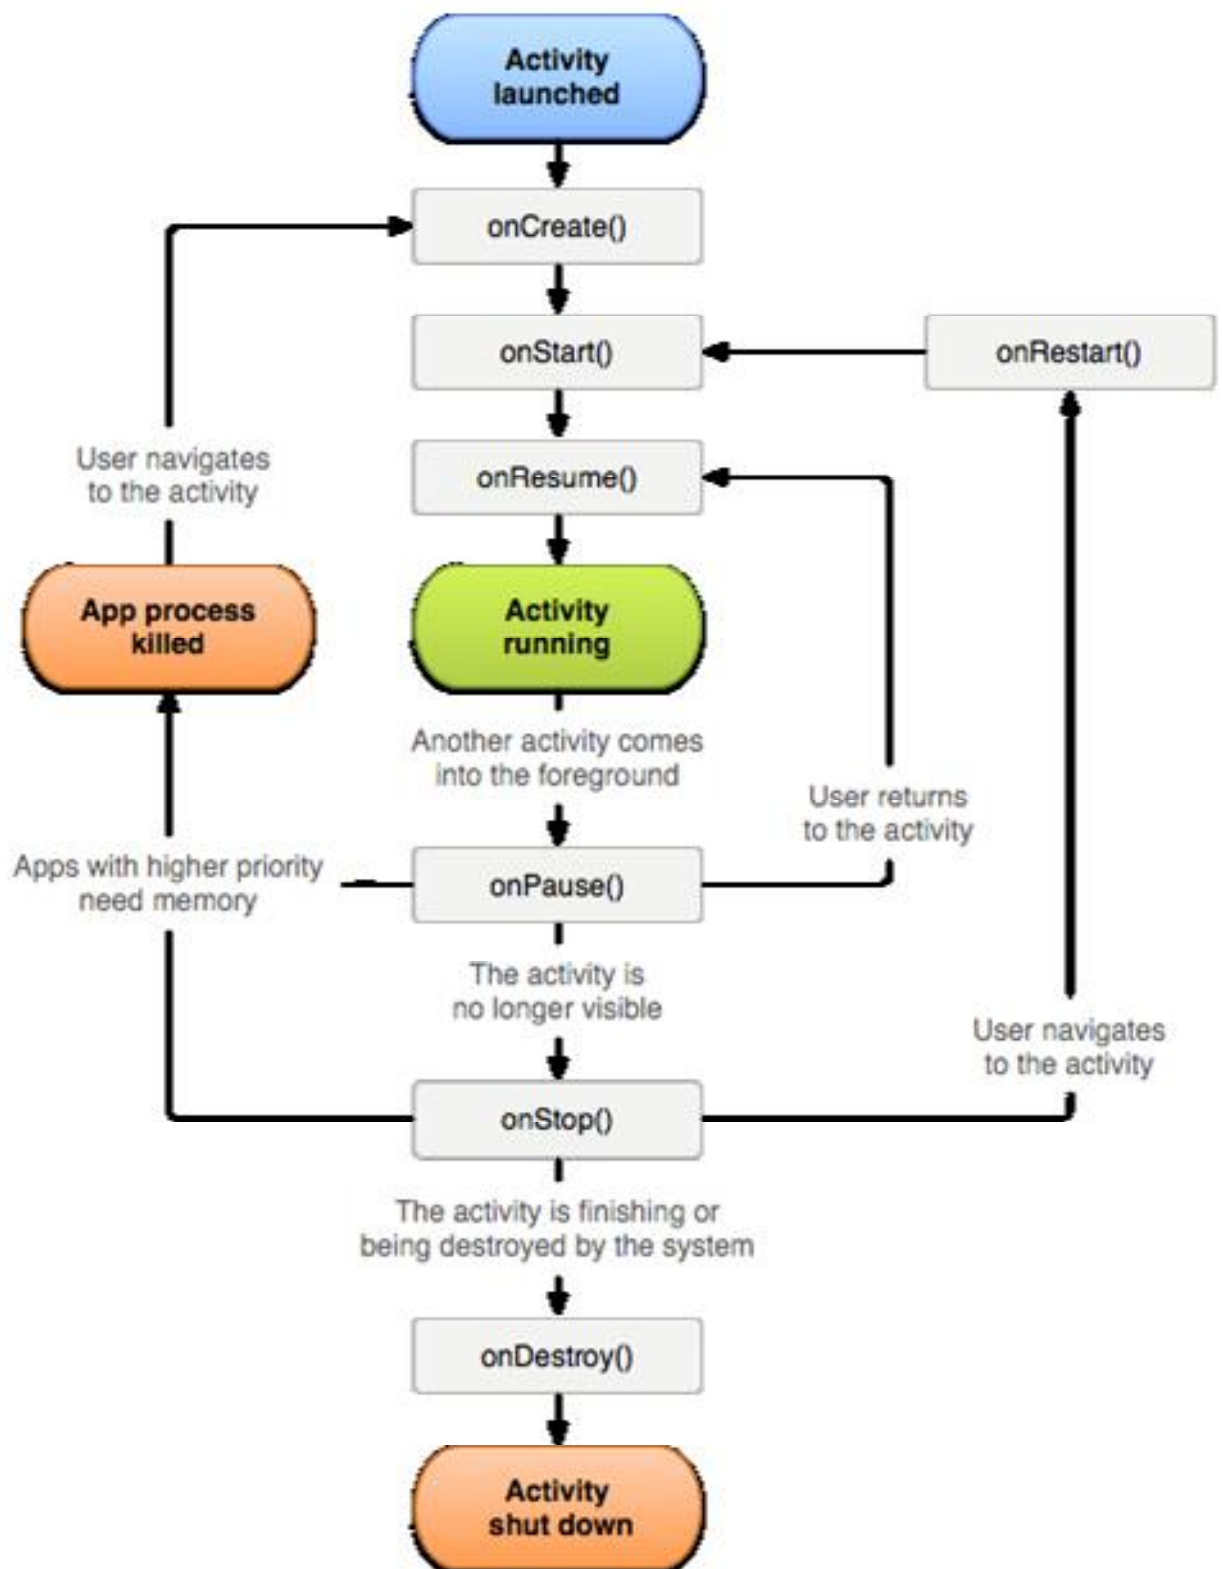 Activity
launched
onCreate()
onStart()
onRestart()
User navigates
to the activity
onResume()
App process
killed
Activity
running
Another activity comes
into the foreground
User returns
to the activity
Apps with higher priority
need memory
onPause()
The activity is
no longer visible
User navigates
to the activity
onStop()
The activity is finishing or
being destroyed by the system
onDestroy()
Activity
shut down